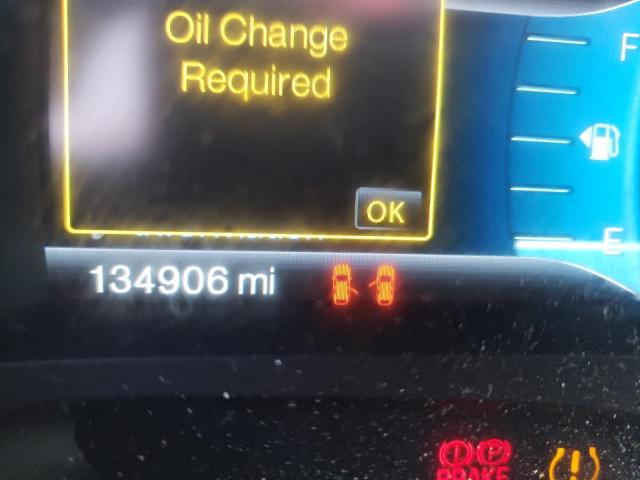 Oil Change
Required
OK
134906 mi
F
E
BRAKE